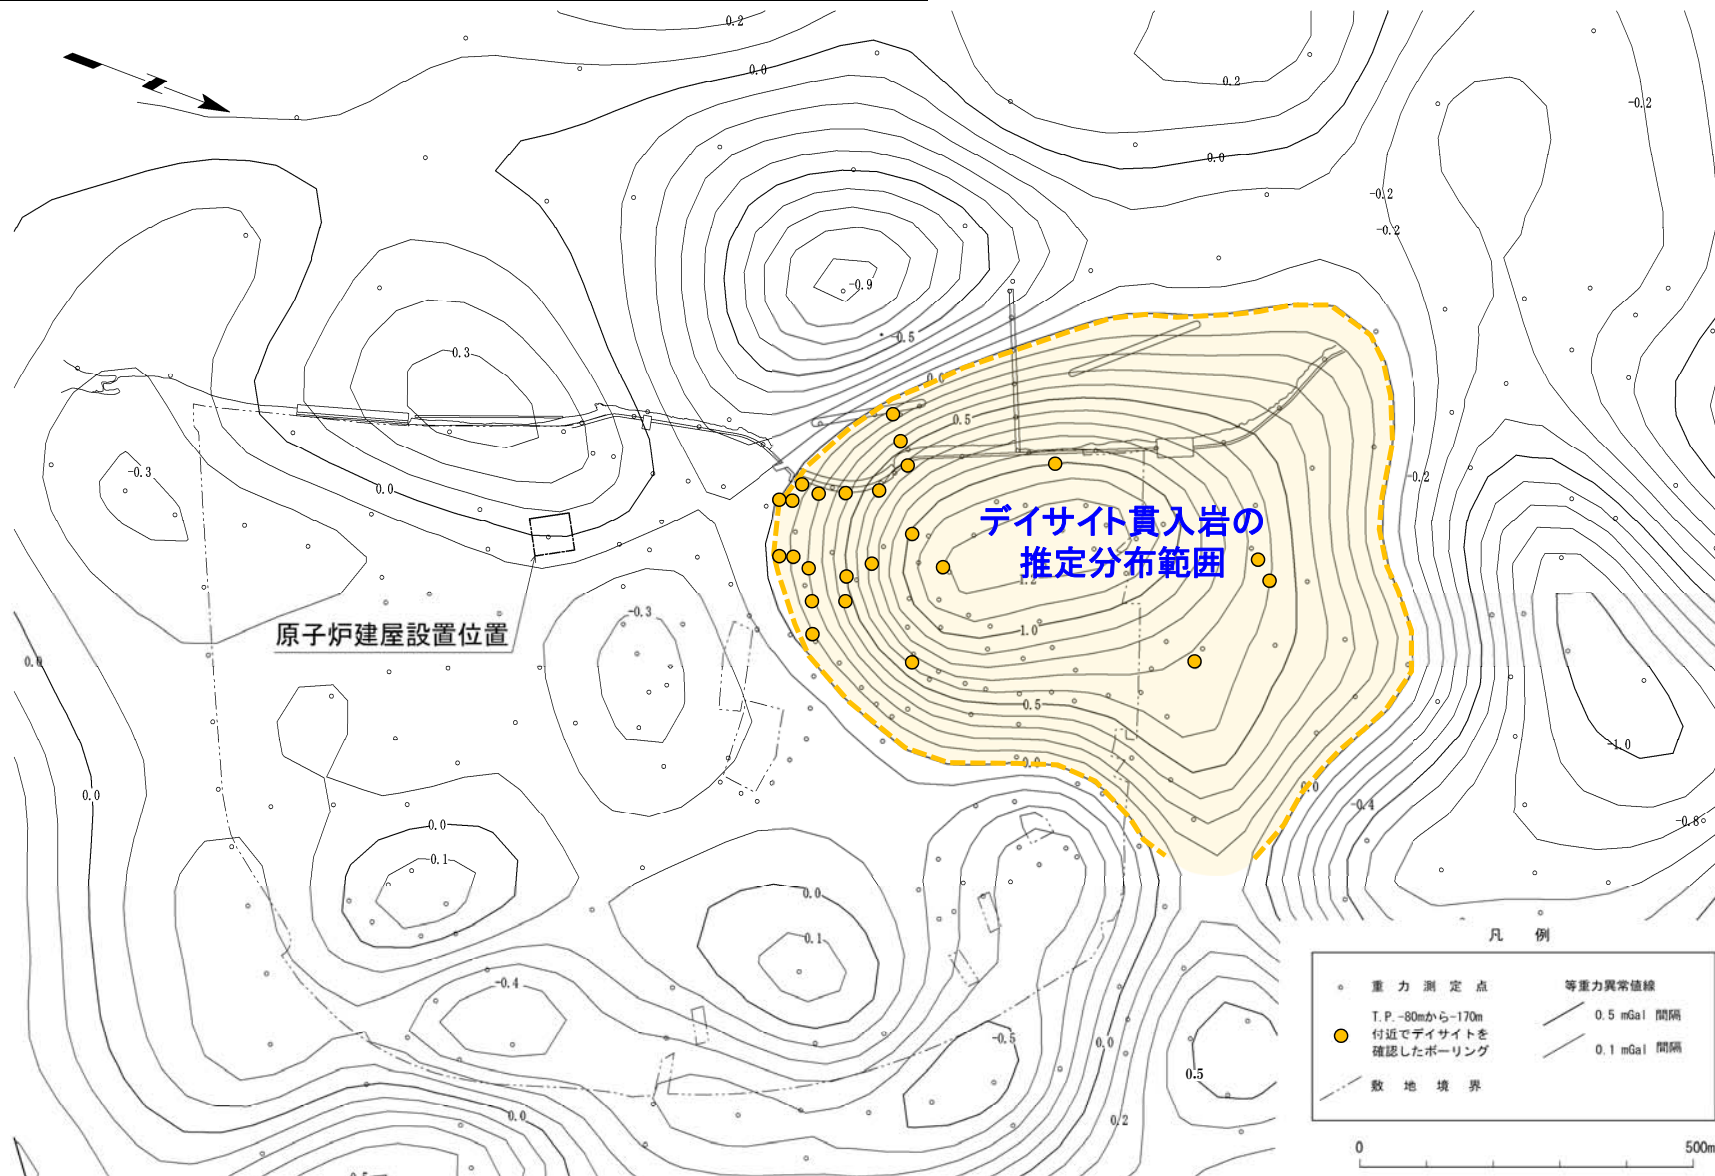 0.2
0.0
0.2
-0.2
0.0
-0.2
-0.2
-0.9
-0.5
0.3
0.0
0.5
-0.3
-0.2
0.0
デイサイト貫入岩の
推定分布範囲
1.2
-0.3
1.0
原子炉建屋設置位置
0.0
0.5
-1.0
0.0
0.0
0.0
-0.4
-0.8
0.0
0.1
0.0
0.1
-0.4
-0.5
0.0
0.5
0.0
0.2
凡 例
重 力 測 定 点
T.P.-80mから-170m
付近でデイサイトを
確認したボーリング
敷 地 境 界
等重力異常値線
0.5 mGal 間隔
0.1 mGal 間隔
0 500m